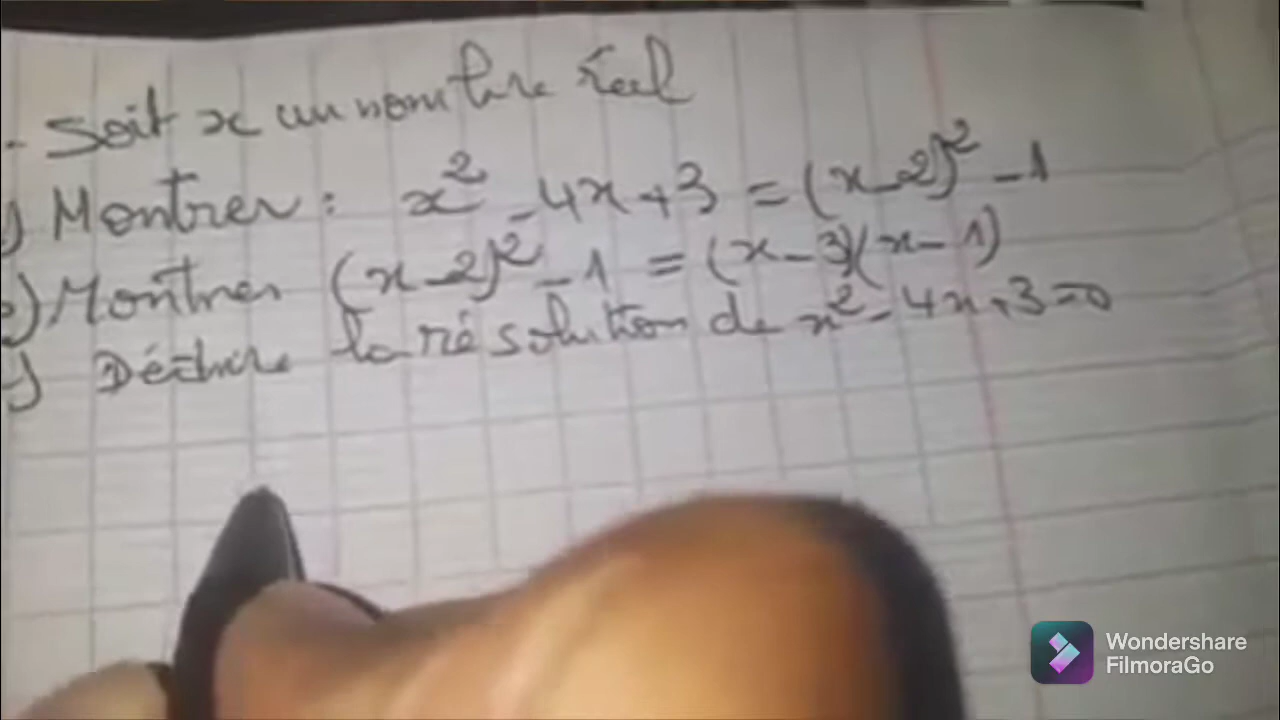 - Soit x un nombre réel
) Montrer : x² - 4x + 3 = (x - 2)² - 1
2) Montrer (x - 2)² - 1 = (x - 3)(x - 1)
) Déduire la résolution de x² - 4x + 3 = 0
Wondershare
FilmoraGo